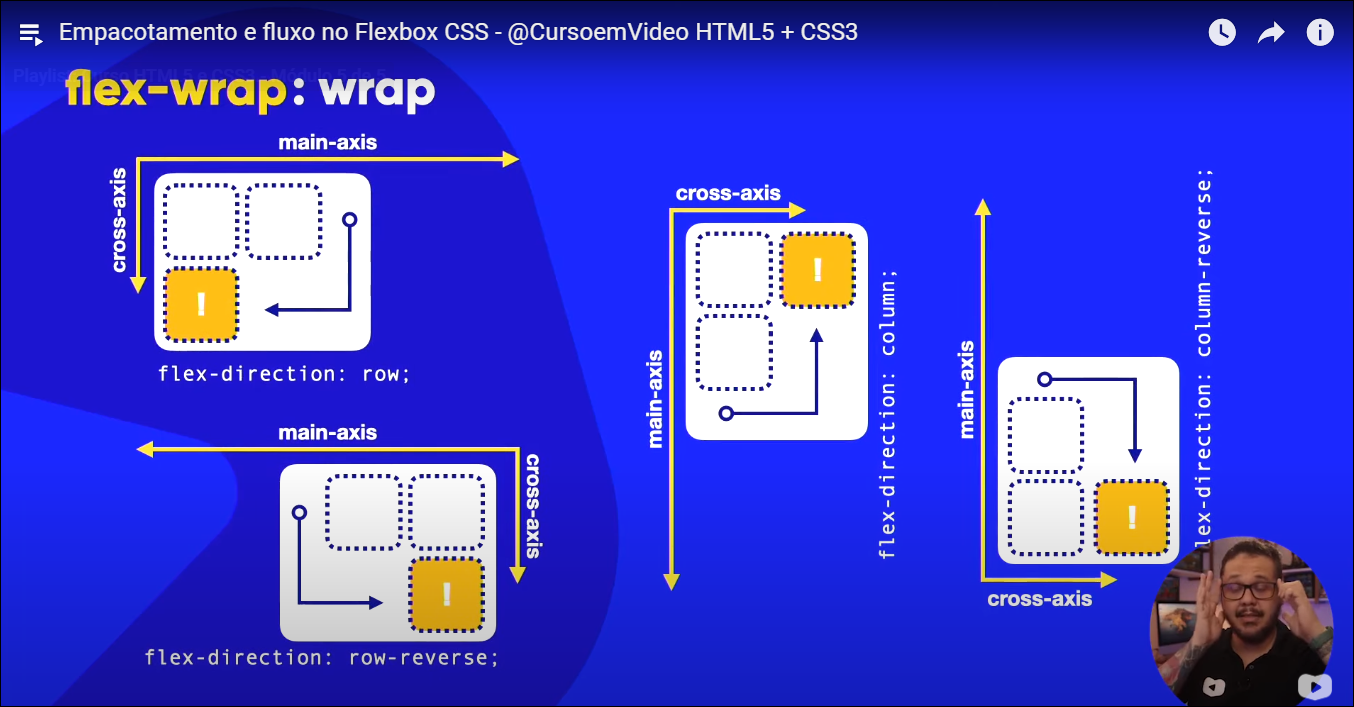 Empacotamento e fluxo no Flexbox CSS - @CursoemVideo HTML5 + CSS3
flex-wrap: wrap
main-axis
cross-axis
!
flex-direction: row;
main-axis
cross-axis
!
flex-direction: row-reverse;
cross-axis
main-axis
!
flex-direction: column;
main-axis
cross-axis
!
lex-direction: column-reverse;